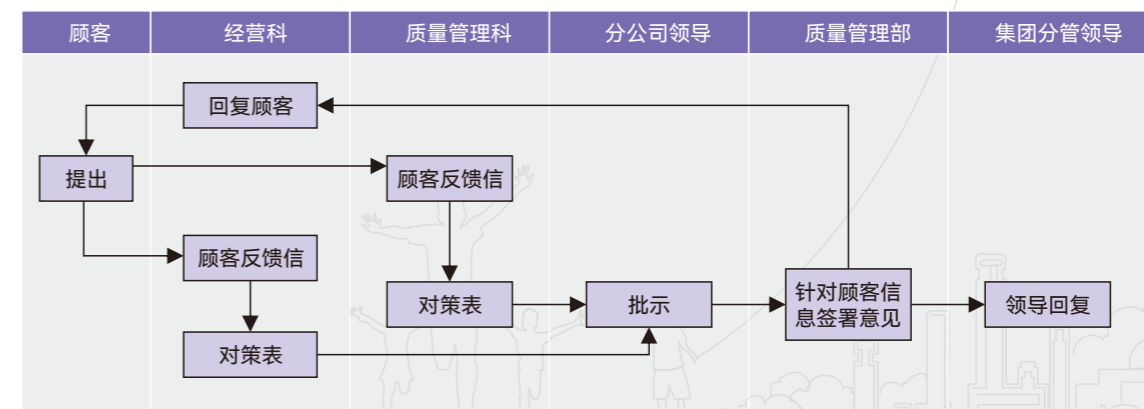 顾客
经营科
质量管理科
分公司领导
质量管理部
集团分管领导
回复顾客
提出
顾客反馈信
顾客反馈信
对策表
批示
针对顾客信
息签署意见
领导回复
对策表